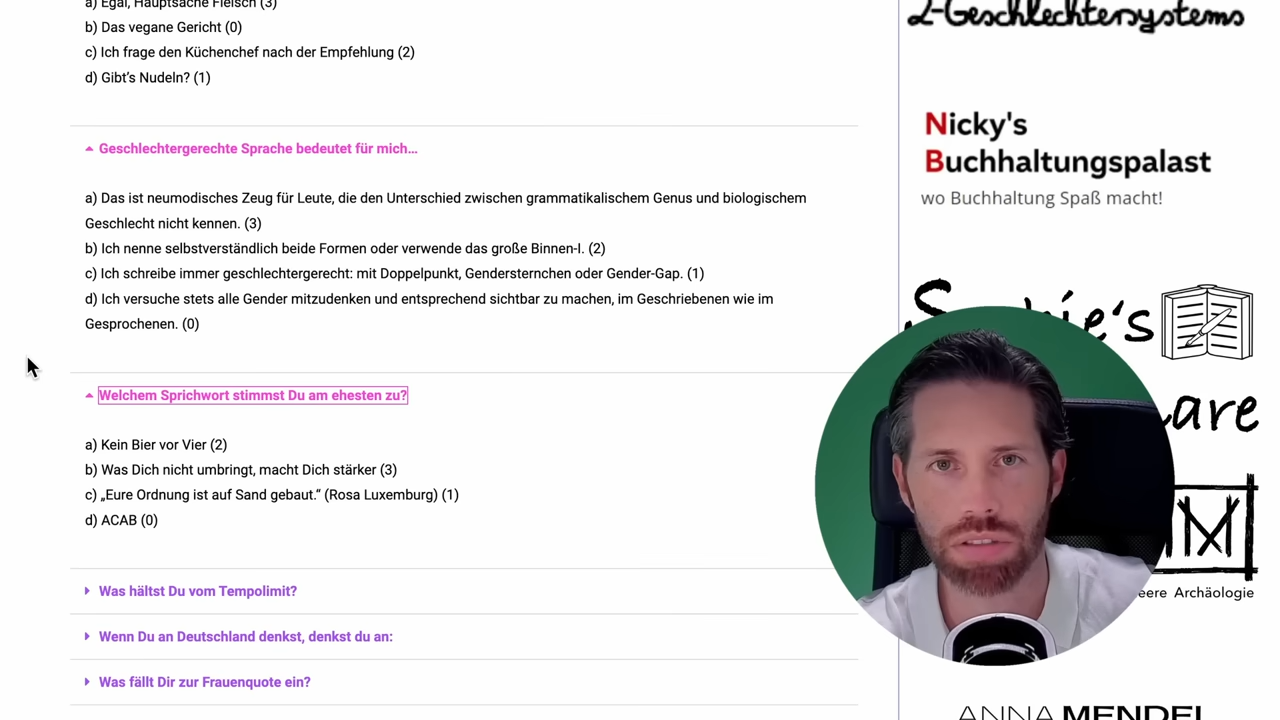 a) Egal, Hauptsache Fleisch (3)
b) Das vegane Gericht (0)
c) Ich frage den Küchenchef nach der Empfehlung (2)
d) Gibt’s Nudeln? (1)
Geschlechtergerechte Sprache bedeutet für mich…
a) Das ist neumodisches Zeug für Leute, die den Unterschied zwischen grammatikalischem Genus und biologischem
Geschlecht nicht kennen. (3)
b) Ich nenne selbstverständlich beide Formen oder verwende das große Binnen-I. (2)
c) Ich schreibe immer geschlechtergerecht: mit Doppelpunkt, Gendersternchen oder Gender-Gap. (1)
d) Ich versuche stets alle Gender mitzudenken und entsprechend sichtbar zu machen, im Geschriebenen wie im
Gesprochenen. (0)
Welchem Sprichwort stimmst Du am ehesten zu?
a) Kein Bier vor Vier (2)
b) Was Dich nicht umbringt, macht Dich stärker (3)
c) „Eure Ordnung ist auf Sand gebaut.“ (Rosa Luxemburg) (1)
d) ACAB (0)
Was hältst Du vom Tempolimit?
Wenn Du an Deutschland denkst, denkst du an:
Was fällt Dir zur Frauenquote ein?
2-Geschlechtersystems
Nicky's
Buchhaltungspalast
wo Buchhaltung Spaß macht!
Archäologie
ANNA MENDEL